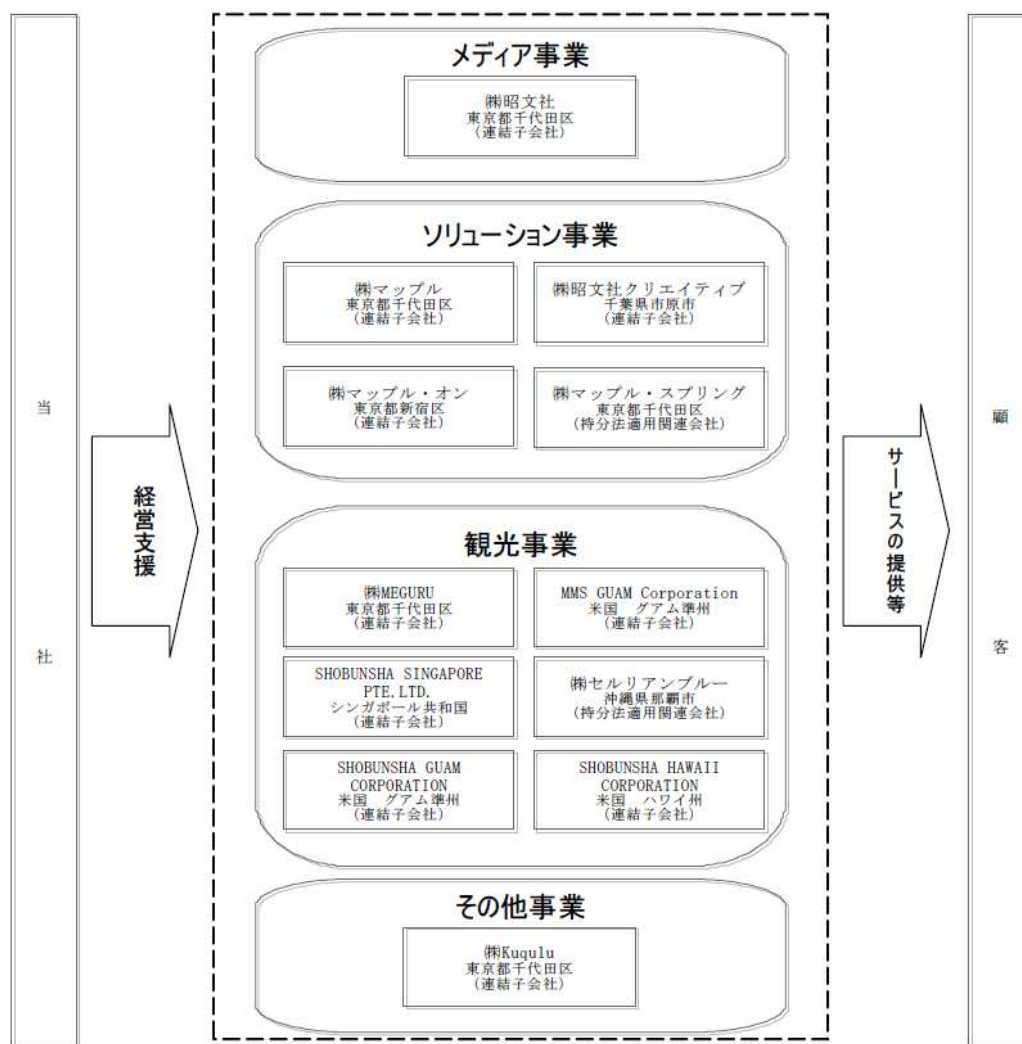 当社
経営支援
メディア事業
㈱昭文社
東京都千代田区
(連結子会社)
ソリューション事業
㈱マップル
東京都千代田区
(連結子会社)
㈱昭文社クリエイティブ
千葉県市原市
(連結子会社)
㈱マップル・オン
東京都新宿区
(連結子会社)
㈱マップル・スプリング
東京都千代田区
(持分法適用関連会社)
観光事業
㈱MEGURU
東京都千代田区
(連結子会社)
MMS GUAM Corporation
米国　グアム準州
(連結子会社)
SHOBUNSHA SINGAPORE
PTE.LTD.
シンガポール共和国
(連結子会社)
㈱セルリアンブルー
沖縄県那覇市
(持分法適用関連会社)
SHOBUNSHA GUAM
CORPORATION
米国　グアム準州
(連結子会社)
SHOBUNSHA HAWAII
CORPORATION
米国　ハワイ州
(連結子会社)
その他事業
㈱Kuqulu
東京都千代田区
(連結子会社)
サービスの提供等
顧客